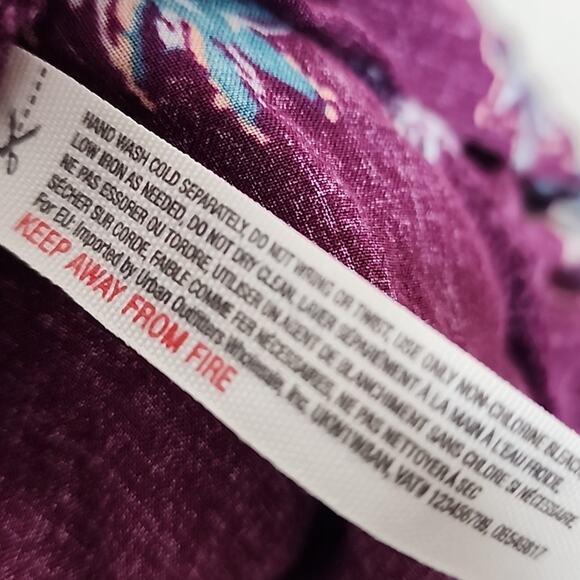 HAND WASH COLD SEPARATELY. DO NOT WRING OR TWIST, USE ONLY NON-CHLORINE
LOW IRON AS NEEDED. DO NOT DRY CLEAN. LAVER SÉPARÉMENT À LA MAIN À L'EAU FROIDE.
NE PAS ESSORER OU TORDRE, UTILISER UN AGENT DE BLANCHIMENT SANS CHLORE SI NÉCESSAIRE.
SÉCHER SUR CORDE, FAIBLE COMME FER NÉCESSAIRES, NE PAS NETTOYER À SEC
For EU: Imported by Urban Outfitters Wholesale, Inc. VAT#
KEEP AWAY FROM FIRE